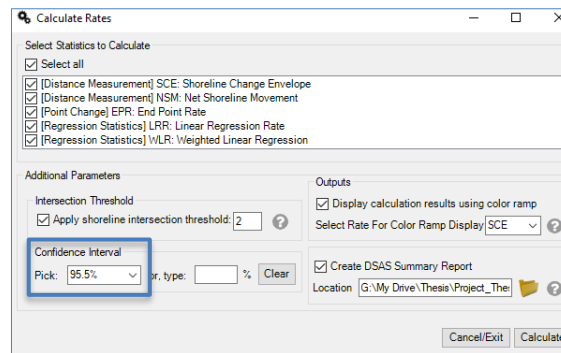 Calculate Rates
Select Statistics to Calculate
Select all
[Distance Measurement] SCE: Shoreline Change Envelope
[Distance Measurement] NSM: Net Shoreline Movement
[Point Change] EPR: End Point Rate
[Regression Statistics] LRR: Linear Regression Rate
[Regression Statistics] WLR: Weighted Linear Regression
Additional Parameters
Intersection Threshold
Apply shoreline intersection threshold: 2 ?
Confidence Interval
Pick: 95.5% or, type: % Clear
Outputs
Display calculation results using color ramp
Select Rate For Color Ramp Display SCE ?
Create DSAS Summary Report
Location G:\My Drive\Thesis\Project_The ?
Cancel/Exit Calculate